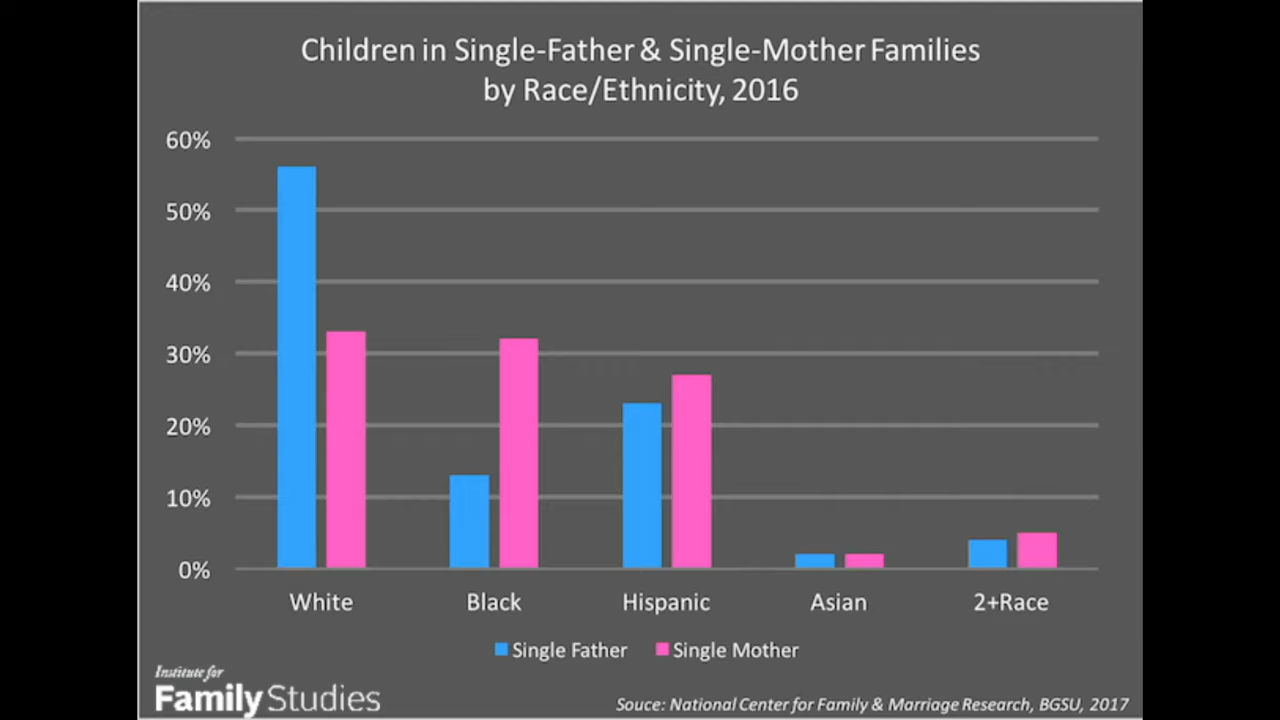 Children in Single-Father & Single-Mother Families
by Race/Ethnicity, 2016
60%
50%
40%
30%
20%
10%
0%
White Black Hispanic Asian 2+Race
Single Father Single Mother
Institute for
Family Studies
Souce: National Center for Family & Marriage Research, BGSU, 2017